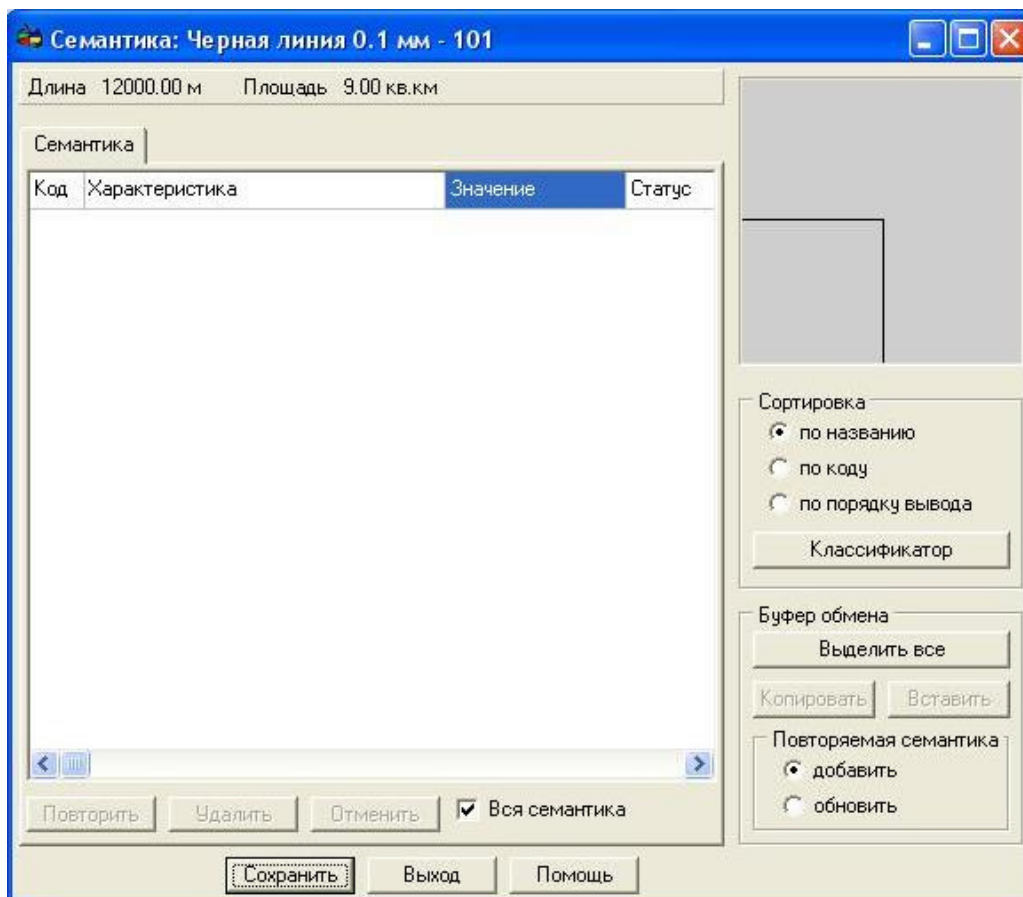 Семантика: Черная линия 0.1 мм - 101
Длина 12000.00 м Площадь 9.00 кв.км
Семантика
Код Характеристика Значение Статус
Сортировка
по названию
по коду
по порядку вывода
Классификатор
Буфер обмена
Выделить все
Копировать Вставить
Повторяемая семантика
добавить
обновить
Повторить Удалить Отменить Вся семантика
Сохранить Выход Помощь